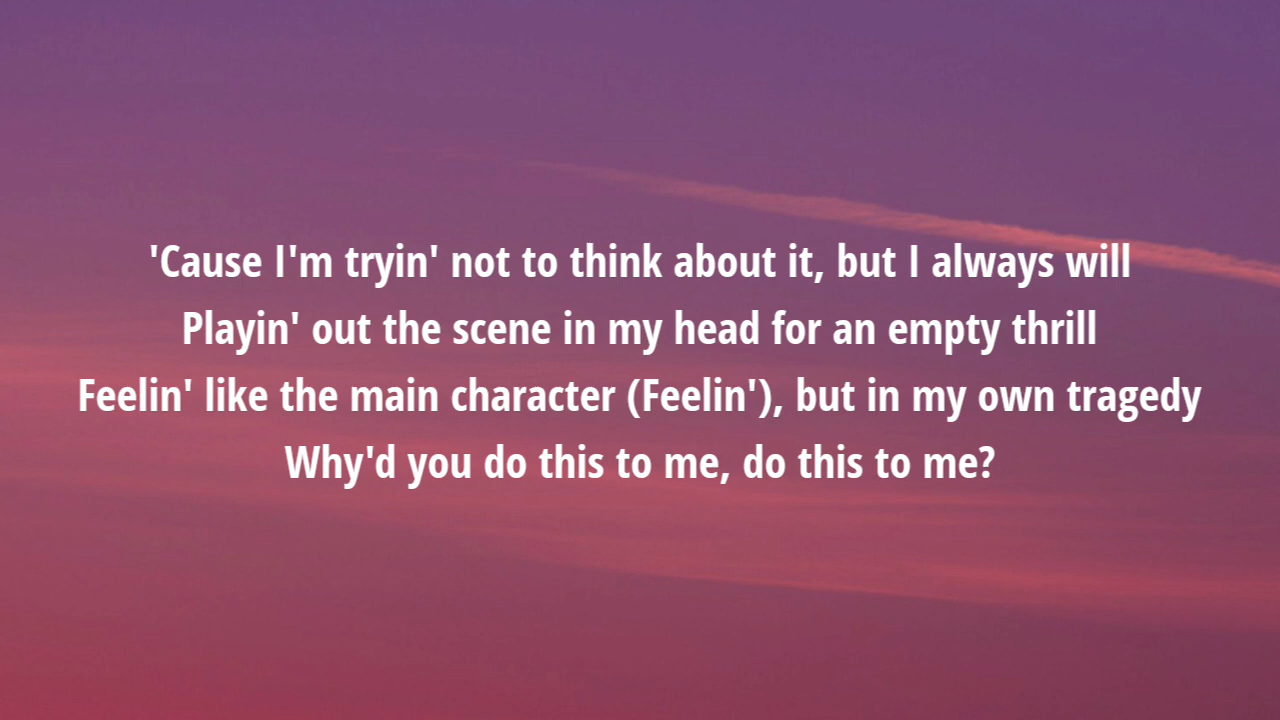 'Cause I'm tryin' not to think about it, but I always will
Playin' out the scene in my head for an empty thrill
Feelin' like the main character (Feelin'), but in my own tragedy
Why'd you do this to me, do this to me?